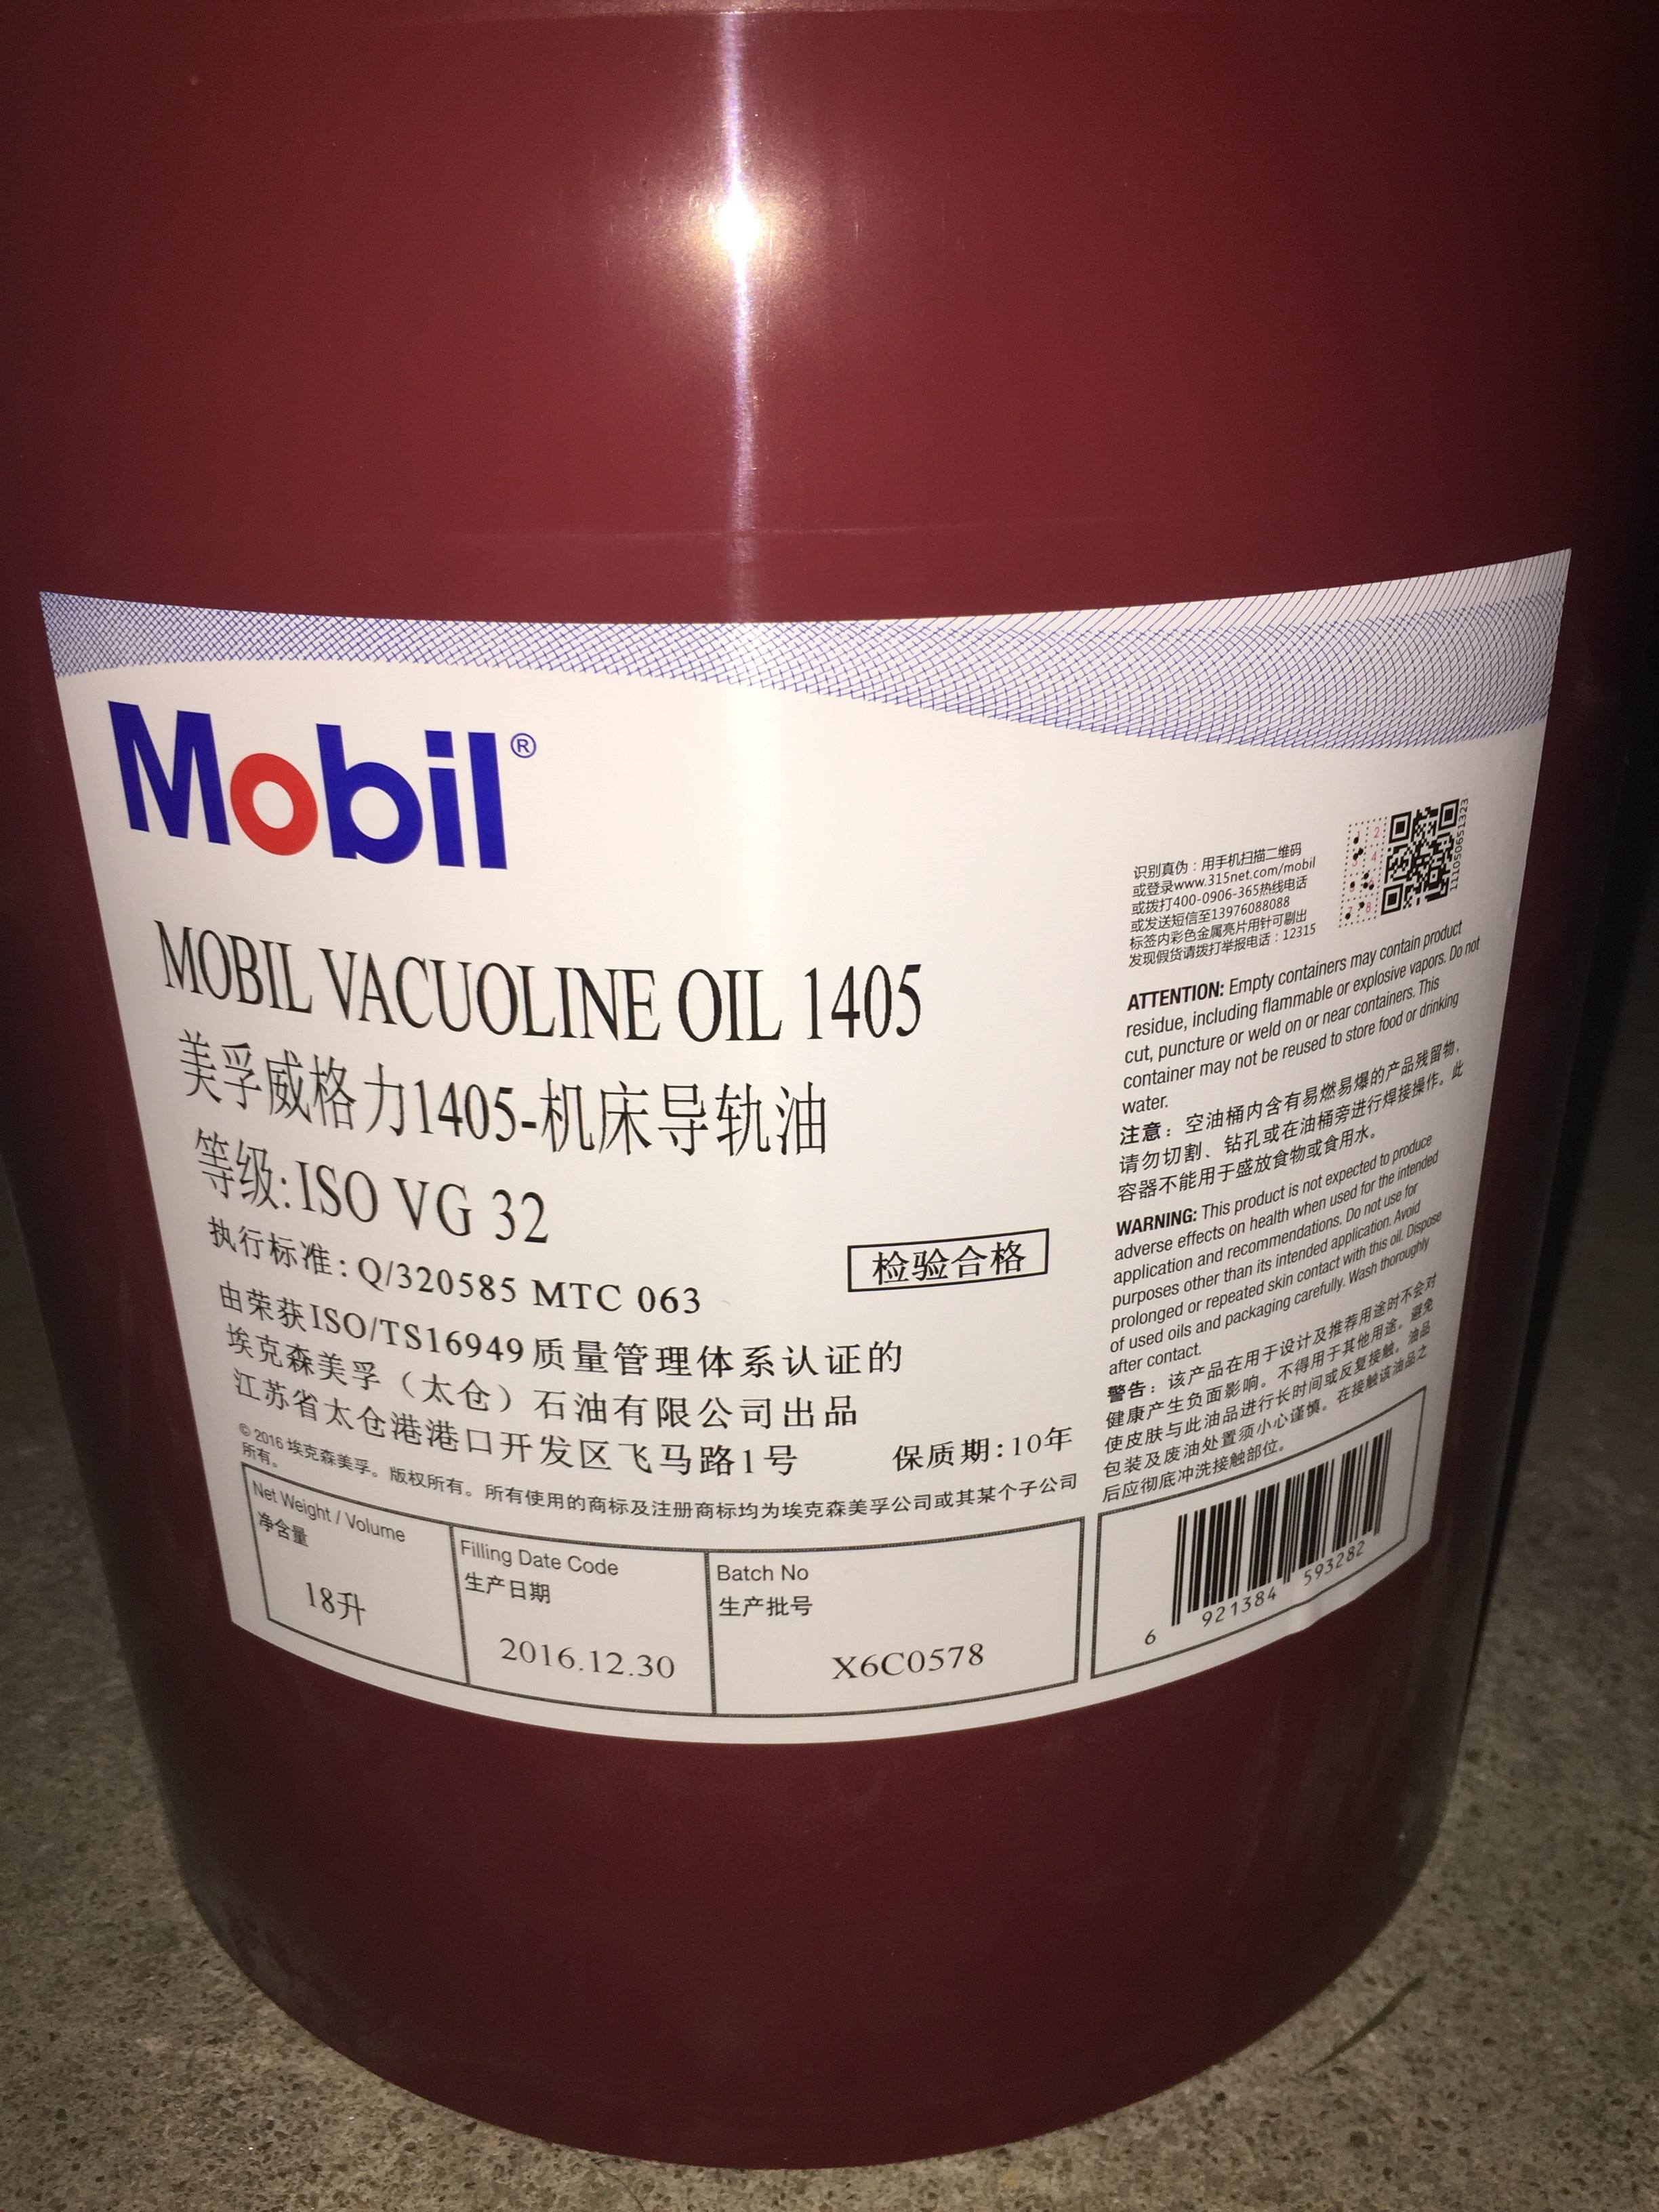 Mobil®
MOBIL VACUOLINE OIL 1405
美孚威格力1405-机床导轨油
等级:ISO VG 32
执行标准:Q/320585 MTC 063
检验合格
由荣获ISO/TS16949质量管理体系认证的
埃克森美孚（太仓）石油有限公司出品
江苏省太仓港港口开发区飞马路1号
保质期:10年
© 2016 埃克森美孚。版权所有。所有使用的商标及注册商标均为埃克森美孚公司或其某个子公司
所有。
Net Weight / Volume
净含量
18升
Filling Date Code
生产日期
2016.12.30
Batch No
生产批号
X6C0578
识别真伪：用手机扫描二维码
或登录www.315net.com/mobil
或拨打400-0906-365热线电话
或发送短信至13976088088
标签内彩色金属亮片用针可剔出
发现假货请拨打举报电话：12315
111050651323
ATTENTION: Empty containers may contain product
residue, including flammable or explosive vapors. Do not
cut, puncture or weld on or near containers. This
container may not be reused to store food or drinking
water.
注意：空油桶内含有易燃易爆的产品残留物，
请勿切割、钻孔或在油桶旁进行焊接操作。此
容器不能用于盛放食物或食用水。
WARNING: This product is not expected to produce
adverse effects on health when used for the intended
application and recommendations. Do not use for
purposes other than its intended application. Avoid
prolonged or repeated skin contact with this oil. Dispose
of used oils and packaging carefully. Wash thoroughly
after contact.
警告：该产品在用于设计及推荐用途时不会对
健康产生负面影响。不得用于其他用途。避免
使皮肤与此油品进行长时间或反复接触。油品
包装及废油处置须小心谨慎。在接触该油品之
后应彻底冲洗接触部位。
6 921384 593282